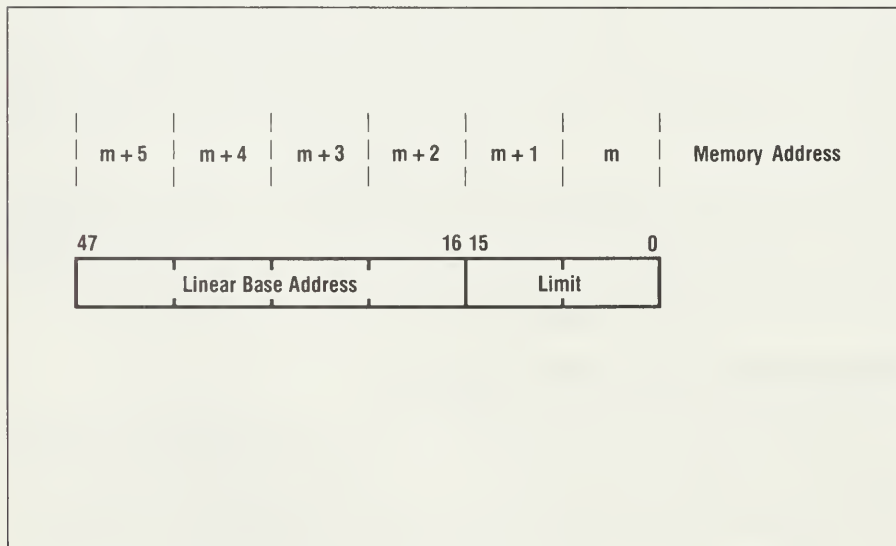 m + 5 m + 4 m + 3 m + 2 m + 1 m Memory Address
47 16 15 0
Linear Base Address Limit